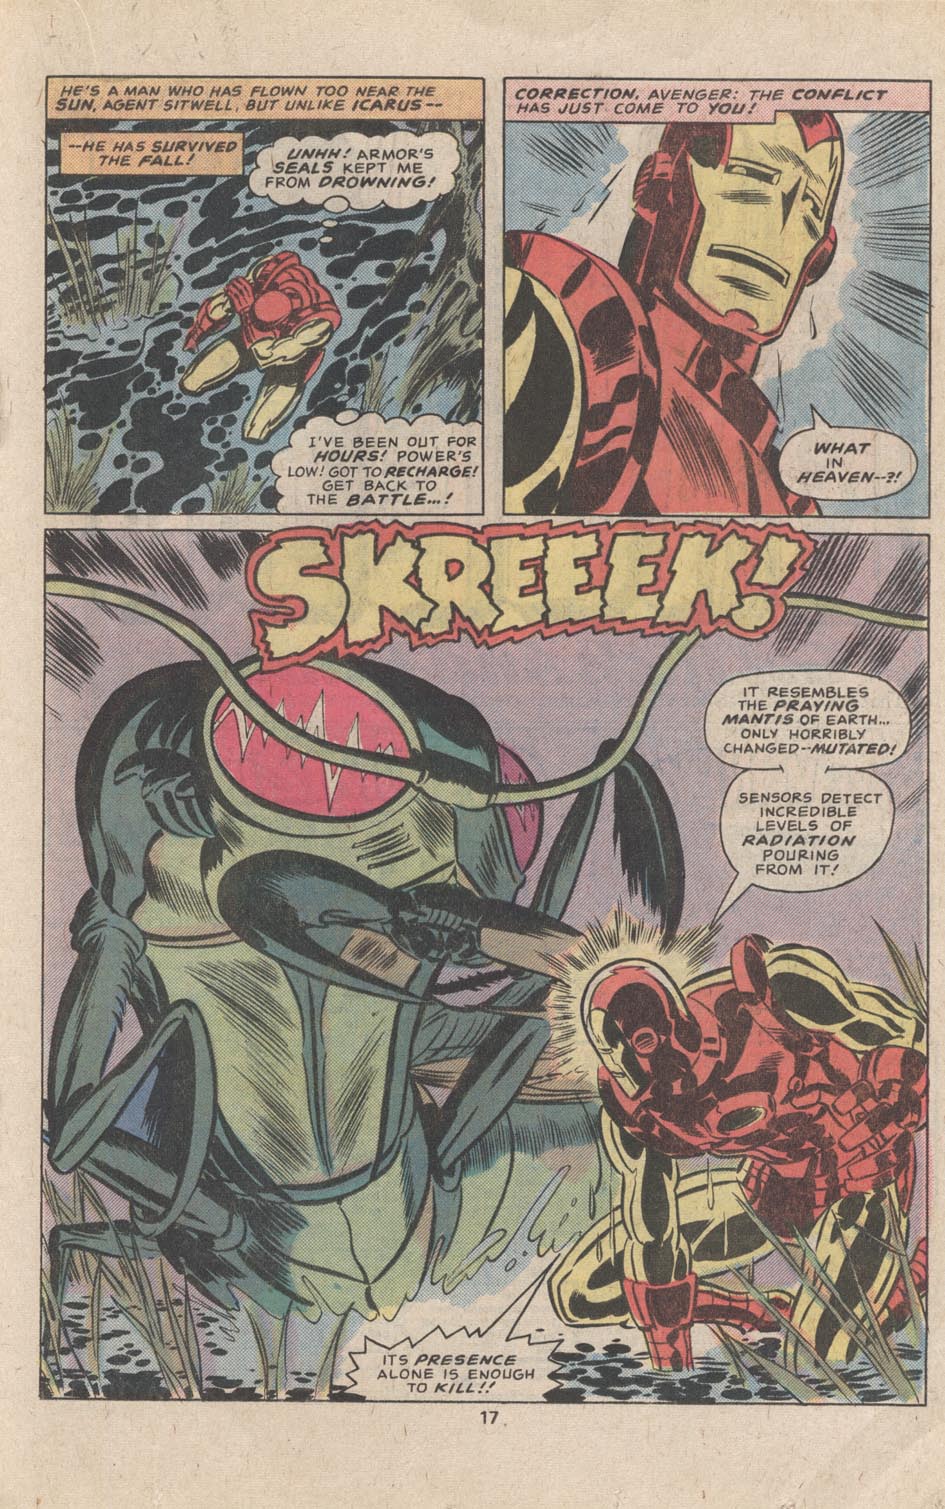 HE'S A MAN WHO HAS FLOWN TOO NEAR THE
SUN, AGENT SITWELL, BUT UNLIKE ICARUS--
--HE HAS SURVIVED
THE FALL!
UNHH! ARMOR'S
SEALS KEPT ME
FROM DROWNING!
I'VE BEEN OUT FOR
HOURS! POWER'S
LOW! GOT TO RECHARGE!
GET BACK TO
THE BATTLE...!
CORRECTION, AVENGER: THE CONFLICT
HAS JUST COME TO YOU!
WHAT
IN
HEAVEN--?!
SKREEEK!
IT RESEMBLES
THE PRAYING
MANTIS OF EARTH...
ONLY HORRIBLY
CHANGED--MUTATED!
SENSORS DETECT
INCREDIBLE
LEVELS OF
RADIATION
POURING
FROM IT!
ITS PRESENCE
ALONE IS ENOUGH
TO KILL!!
17